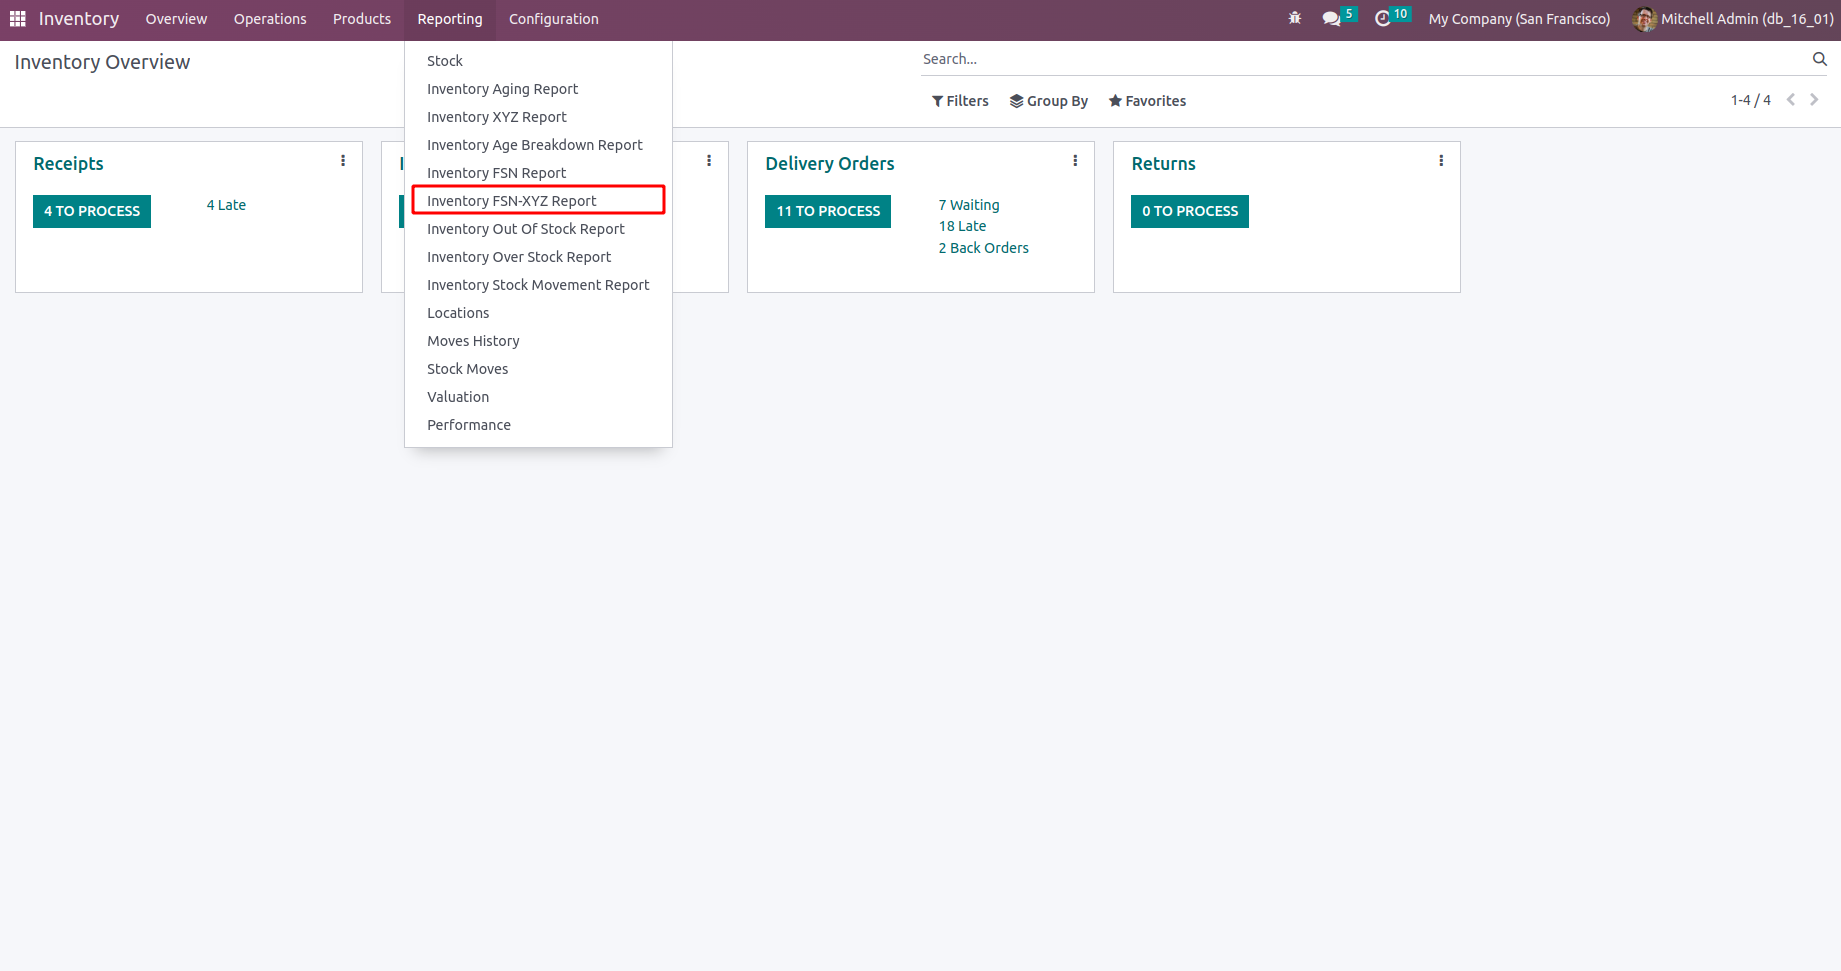 Inventory Overview Operations Products Reporting Configuration 5 10 My Company (San Francisco) Mitchell Admin (db_16_01)
Inventory Overview
Search...
Filters Group By Favorites 1-4 / 4
Stock
Inventory Aging Report
Inventory XYZ Report
Inventory Age Breakdown Report
Inventory FSN Report
Inventory FSN-XYZ Report
Inventory Out Of Stock Report
Inventory Over Stock Report
Inventory Stock Movement Report
Locations
Moves History
Stock Moves
Valuation
Performance
Receipts
4 TO PROCESS 4 Late
Delivery Orders
11 TO PROCESS 7 Waiting
18 Late
2 Back Orders
Returns
0 TO PROCESS